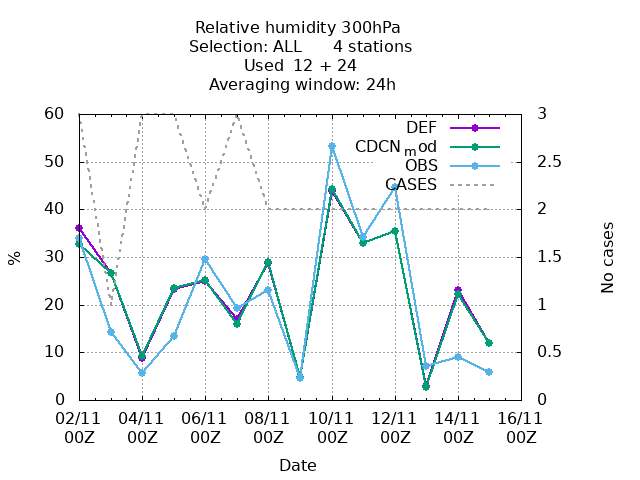 Relative humidity 300hPa
Selection: ALL 4 stations
Used 12 + 24
Averaging window: 24h
60
50
40
30
20
10
0
%
3
2.5
2
1.5
1
0.5
0
No cases
DEF
CDCN_mod
OBS
CASES
02/11 04/11 06/11 08/11 10/11 12/11 14/11 16/11
00Z 00Z 00Z 00Z 00Z 00Z 00Z 00Z
Date